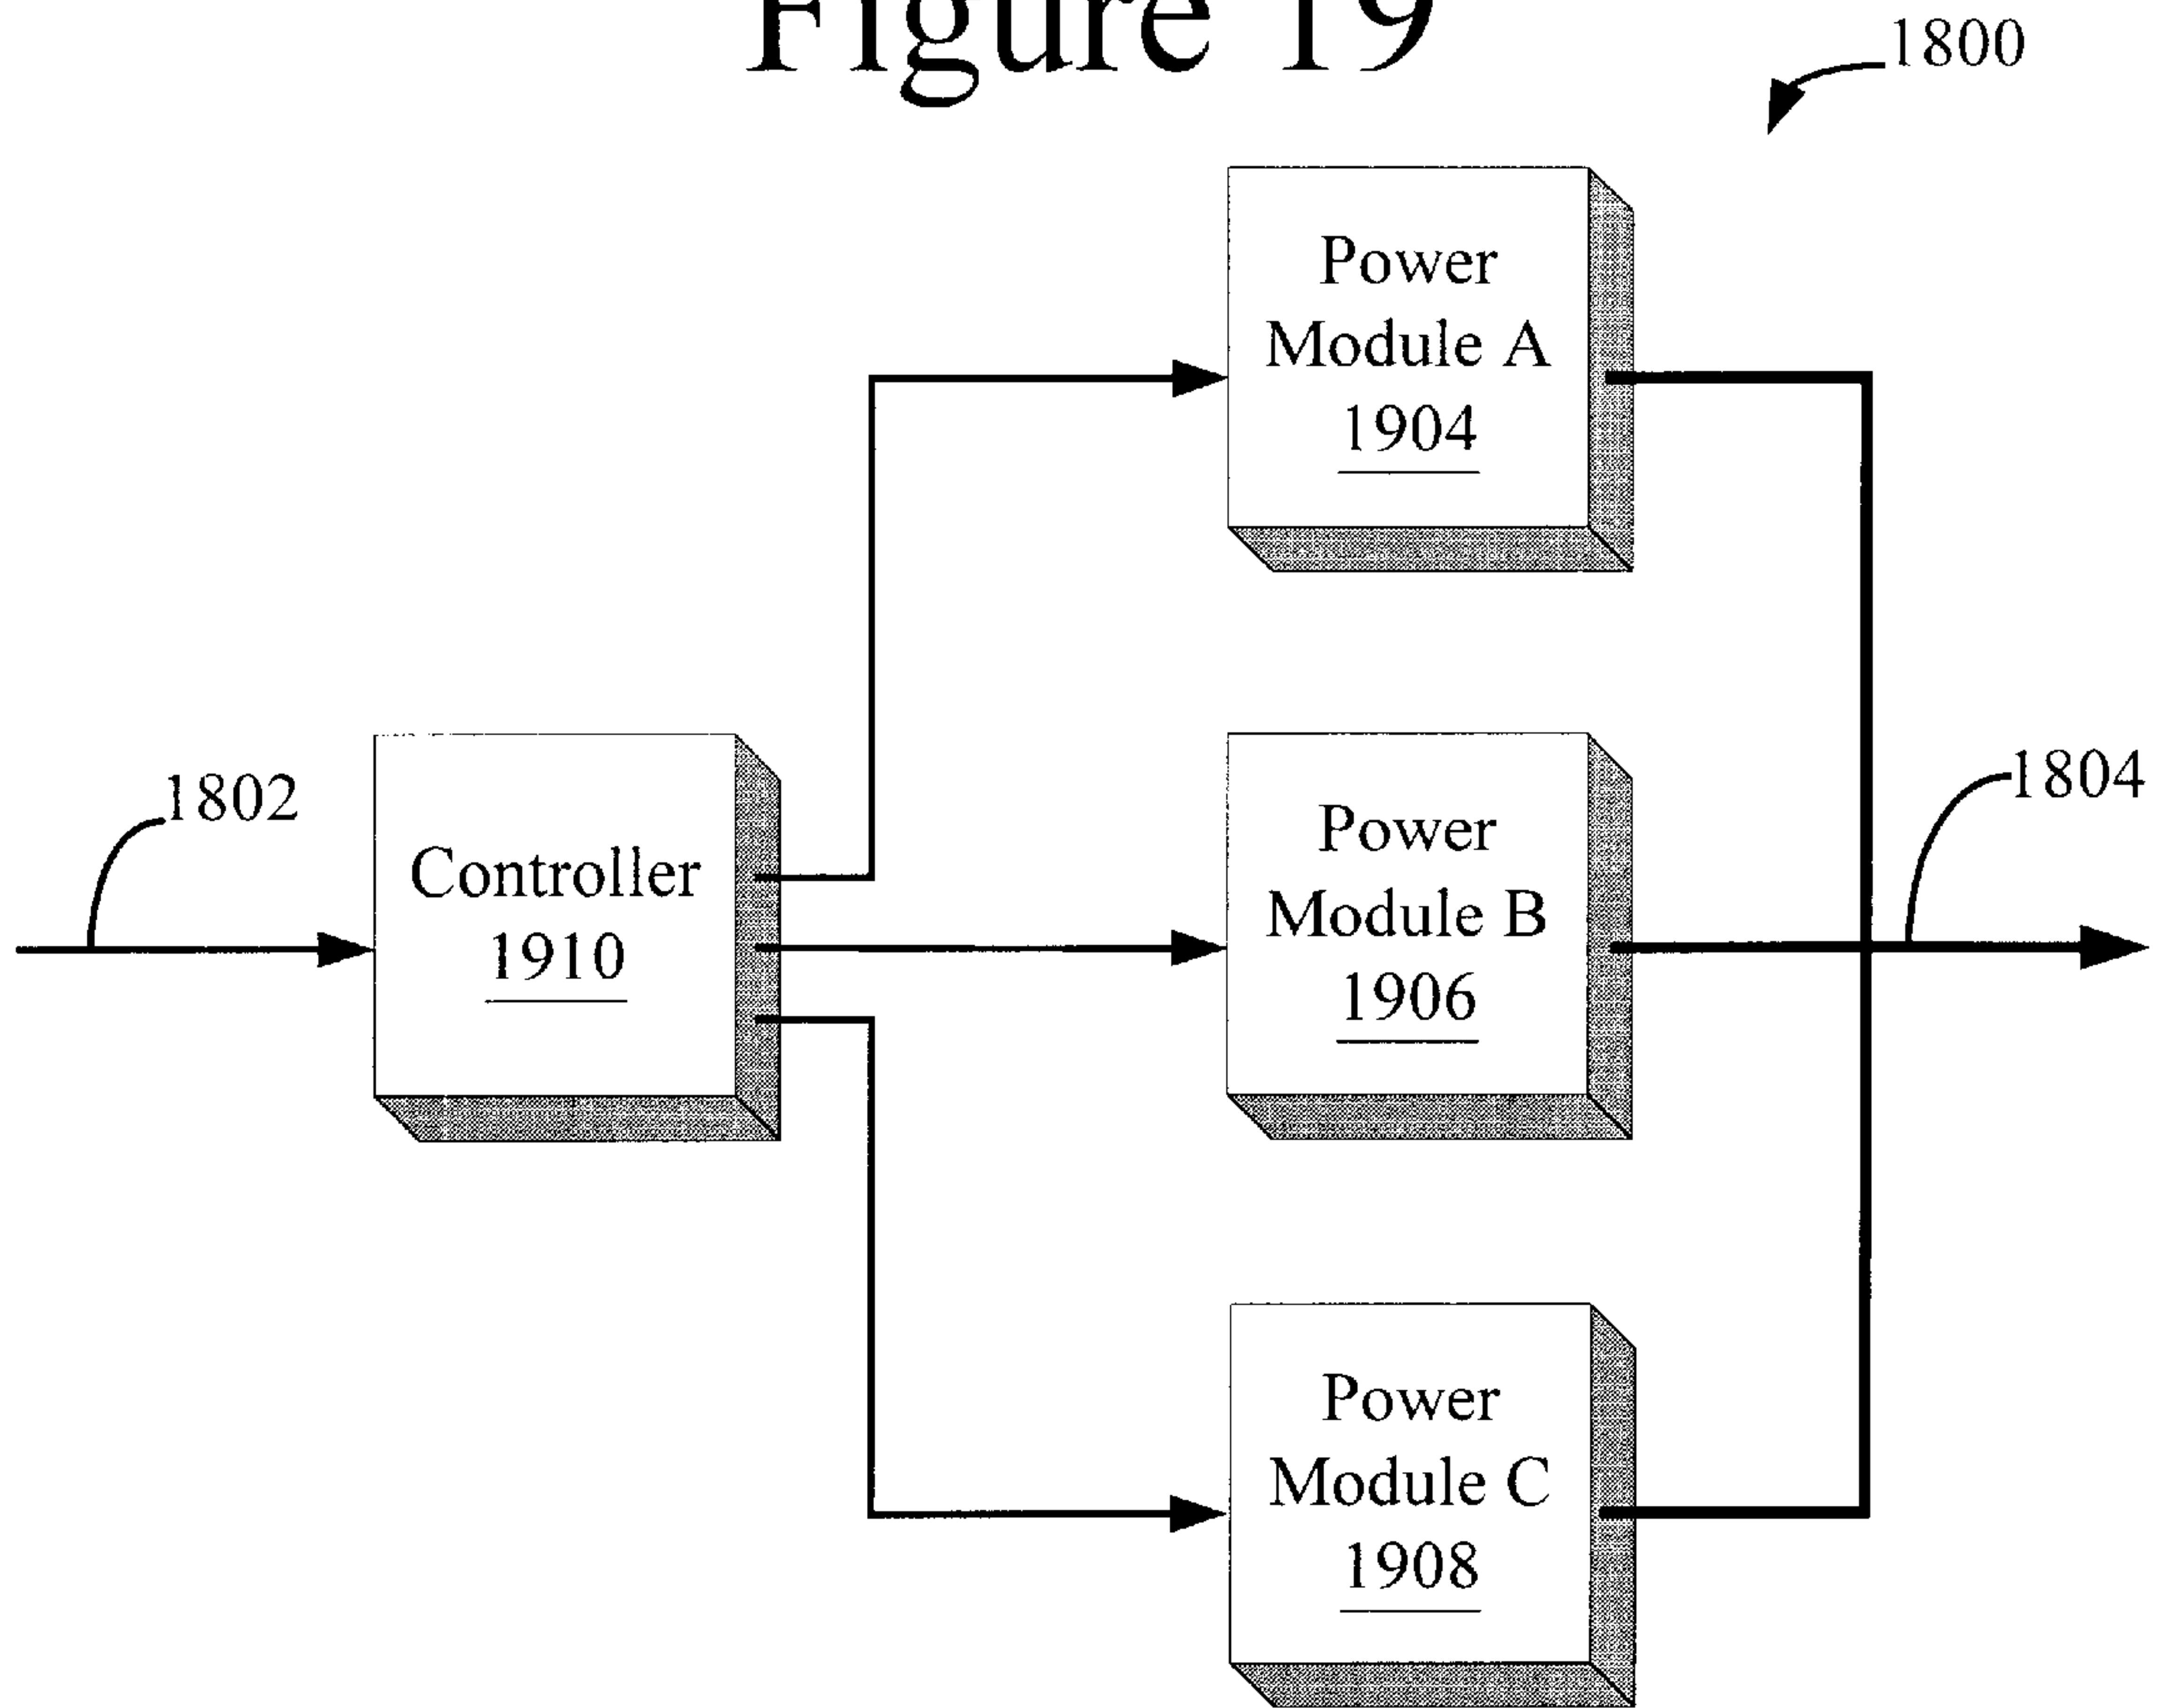 Figure 19
1800
Power
Module A
1904
1802
Controller
1910
Power
Module B
1906
1804
Power
Module C
1908